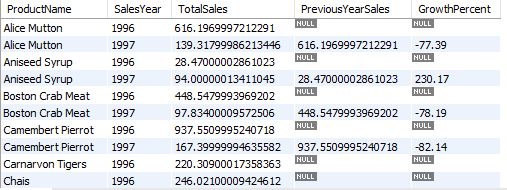 ProductName SalesYear TotalSales PreviousYearSales GrowthPercent
Alice Mutton 1996 616.1969997212291 NULL NULL
Alice Mutton 1997 139.31799986213446 616.1969997212291 -77.39
Aniseed Syrup 1996 28.47000002861023 NULL NULL
Aniseed Syrup 1997 94.00000013411045 28.47000002861023 230.17
Boston Crab Meat 1996 448.5479993969202 NULL NULL
Boston Crab Meat 1997 97.83400009572506 448.5479993969202 -78.19
Camembert Pierrot 1996 937.5509995240718 NULL NULL
Camembert Pierrot 1997 167.39999994635582 937.5509995240718 -82.14
Carnarvon Tigers 1996 220.30900017358363 NULL NULL
Chais 1996 246.02100009424612 NULL NULL